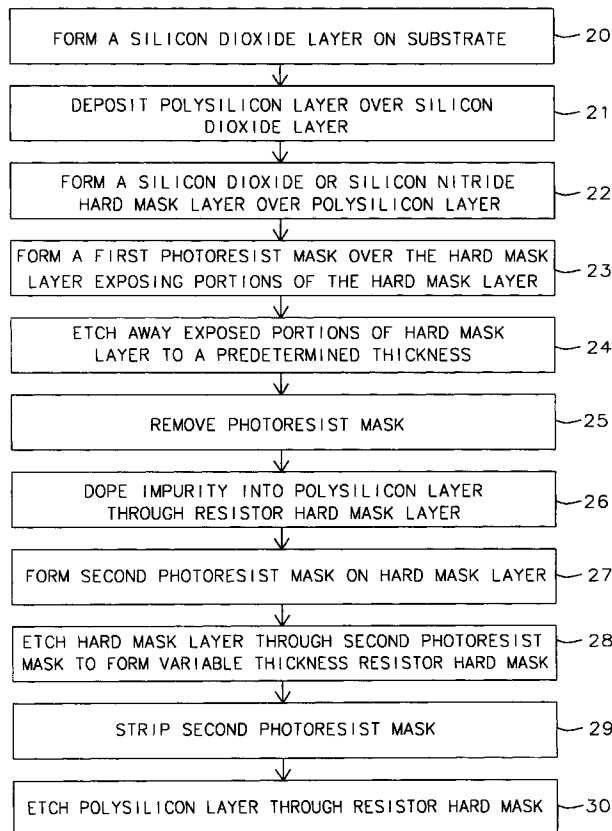 FORM A SILICON DIOXIDE LAYER ON SUBSTRATE 20
DEPOSIT POLYSILICON LAYER OVER SILICON
DIOXIDE LAYER
21
FORM A SILICON DIOXIDE OR SILICON NITRIDE
HARD MASK LAYER OVER POLYSILICON LAYER
22
FORM A FIRST PHOTORESIST MASK OVER THE HARD MASK
LAYER EXPOSING PORTIONS OF THE HARD MASK LAYER
23
ETCH AWAY EXPOSED PORTIONS OF HARD MASK
LAYER TO A PREDETERMINED THICKNESS
24
REMOVE PHOTORESIST MASK 25
DOPE IMPURITY INTO POLYSILICON LAYER
THROUGH RESISTOR HARD MASK LAYER
26
FORM SECOND PHOTORESIST MASK ON HARD MASK LAYER 27
ETCH HARD MASK LAYER THROUGH SECOND PHOTORESIST
MASK TO FORM VARIABLE THICKNESS RESISTOR HARD MASK
28
STRIP SECOND PHOTORESIST MASK 29
ETCH POLYSILICON LAYER THROUGH RESISTOR HARD MASK 30